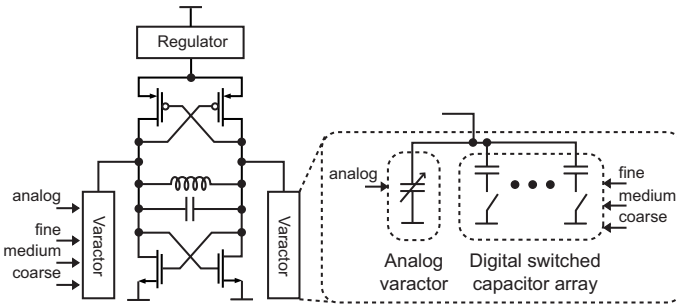 Regulator
analog
fine
medium
coarse
Varactor
Varactor
analog
fine
medium
coarse
Analog
varactor
Digital switched
capacitor array